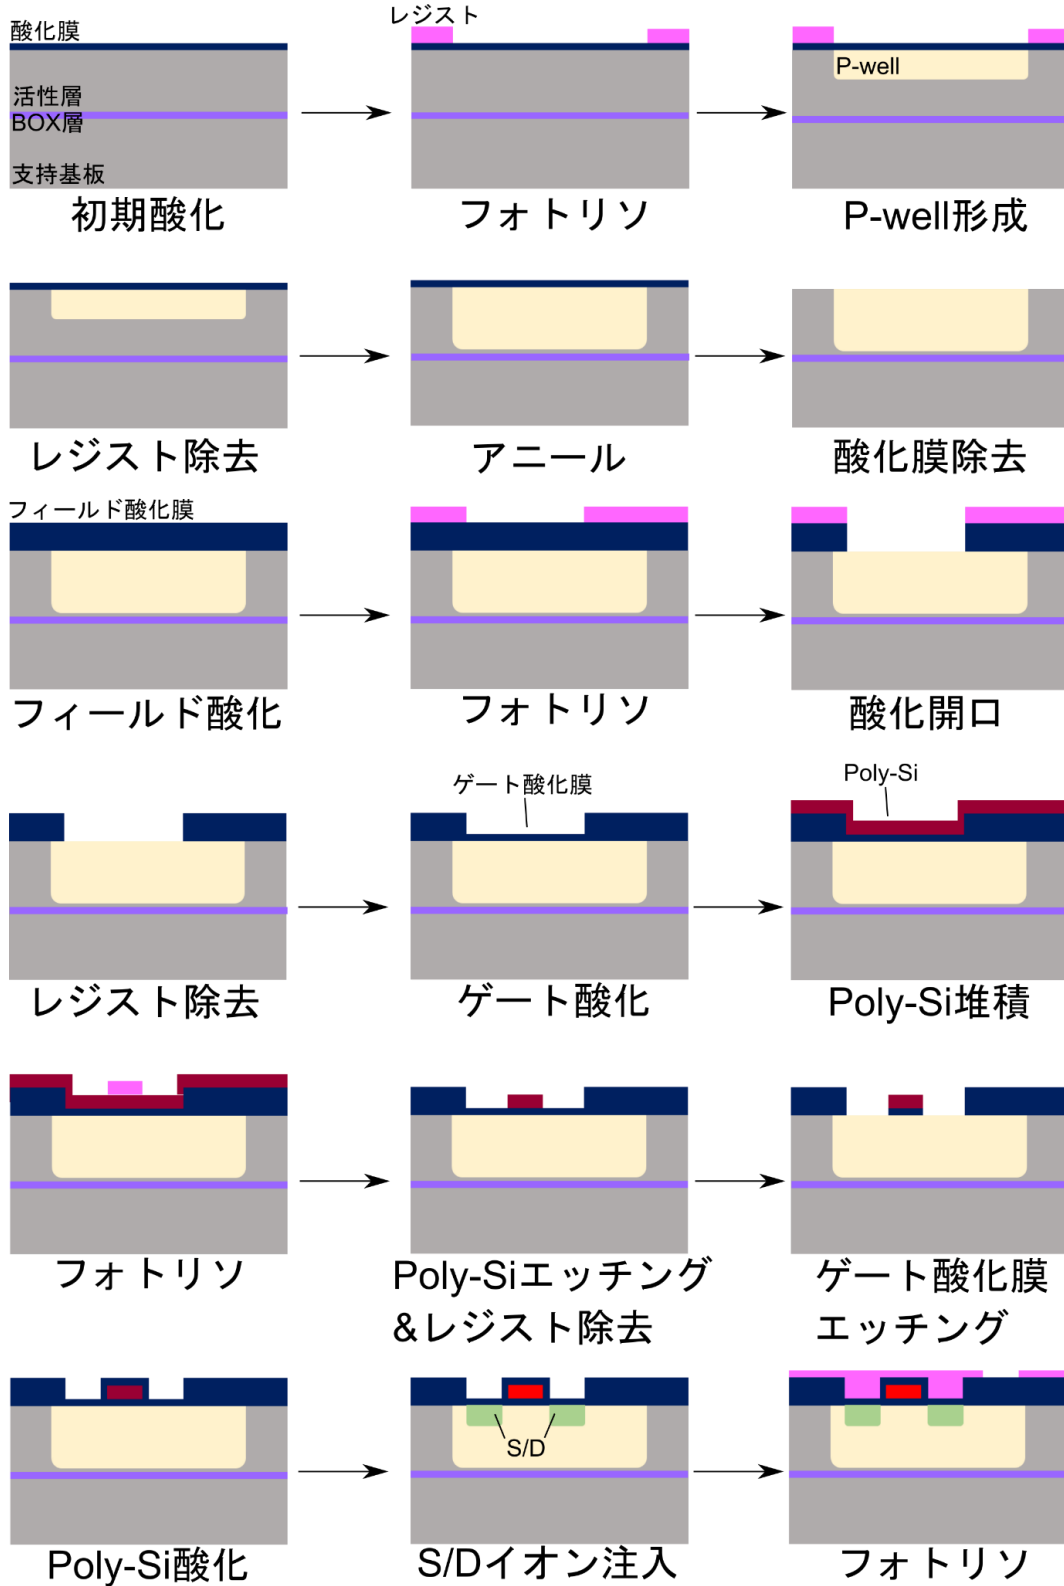 酸化膜
活性層
BOX層
支持基板
初期酸化
レジスト
フォトリソ
P-well
P-well形成
レジスト除去
アニール
酸化膜除去
フィールド酸化膜
フィールド酸化
フォトリソ
酸化開口
レジスト除去
ゲート酸化膜
ゲート酸化
Poly-Si
Poly-Si堆積
フォトリソ
Poly-Siエッチング
&レジスト除去
ゲート酸化膜
エッチング
Poly-Si酸化
S/D
S/Dイオン注入
フォトリソ